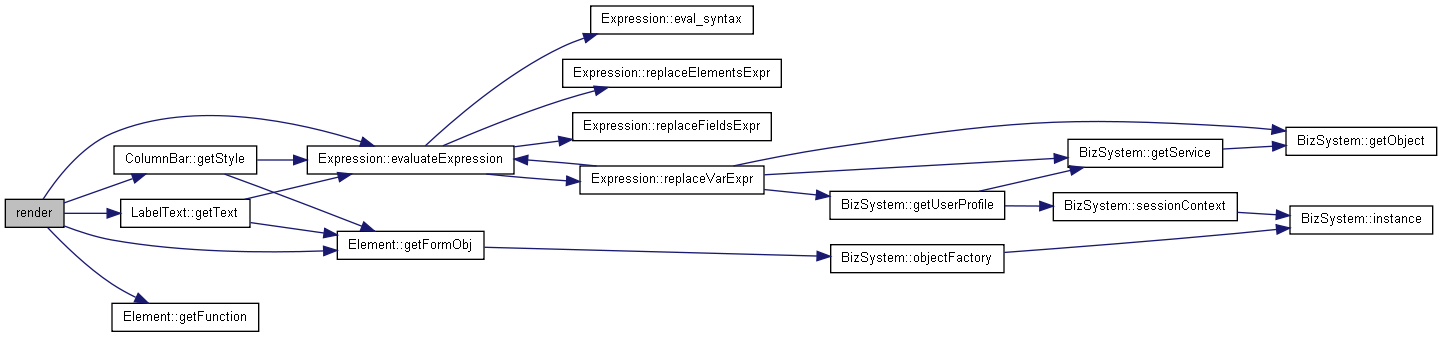 Expression::eval_syntax
Expression::replaceElementsExpr
Expression::replaceFieldsExpr
BizSystem::getObject
ColumnBar::getStyle
Expression::evaluateExpression
BizSystem::getService
Expression::replaceVarExpr
render
LabelText::getText
BizSystem::getUserProfile
BizSystem::sessionContext
BizSystem::instance
Element::getFormObj
BizSystem::objectFactory
Element::getFunction